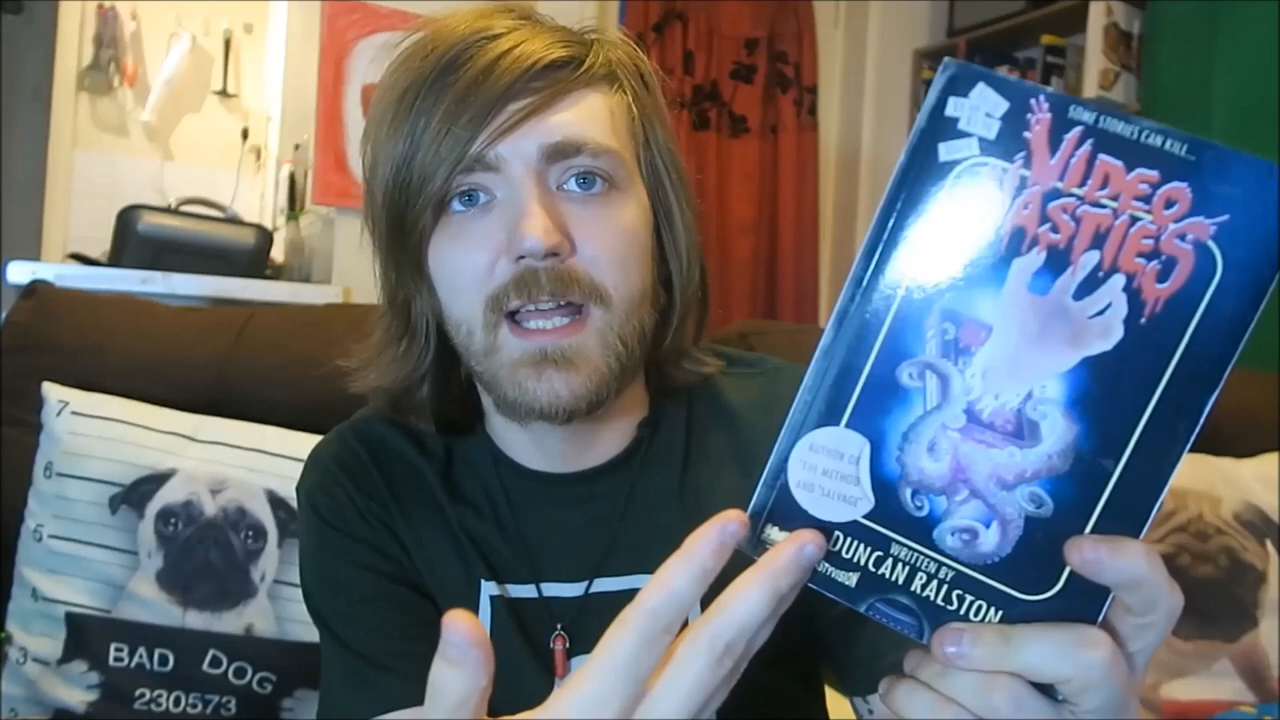 SOME STORIES CAN KILL...
VIDEO
NASTIES
AUTHOR OF
"THE METHOD"
AND "SALVAGE"
WRITTEN BY
DUNCAN RALSTON
7
6
5
4
3
BAD DOG
230573